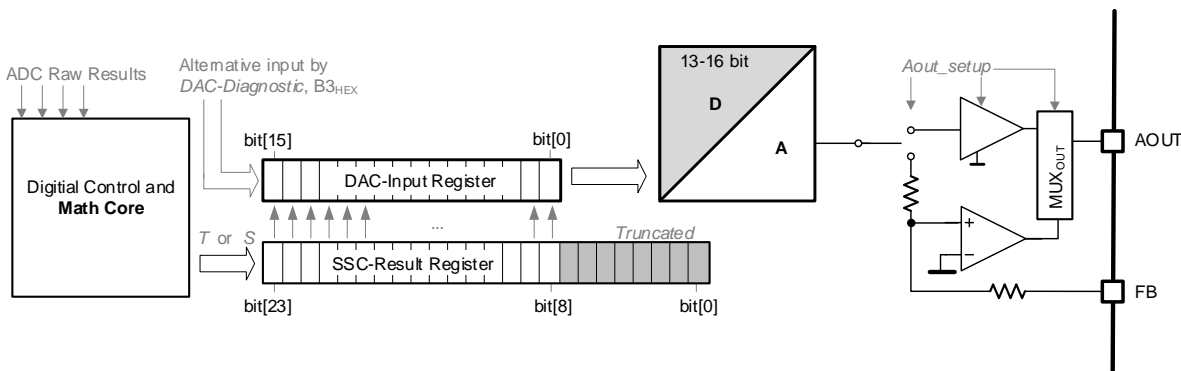 ADC Raw Results
Digitial Control and
Math Core
Alternative input by
DAC-Diagnostic, B3HEX
bit[15]
bit[0]
DAC-Input Register
...
T or S
Truncated
SSC-Result Register
bit[23]
bit[8]
bit[0]
13-16 bit
D
A
Aout_setup
MUXOUT
+
−
AOUT
FB